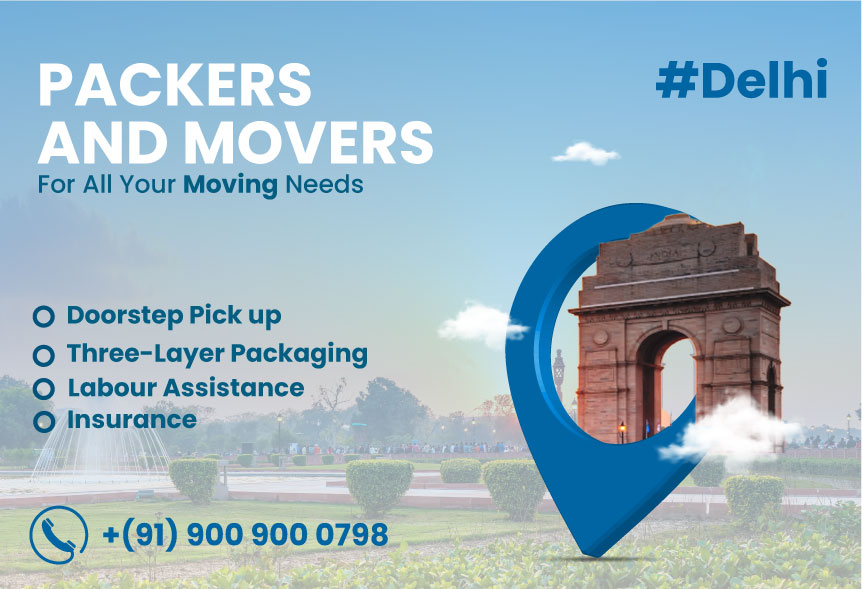 PACKERS
AND MOVERS
For All Your Moving Needs
#Delhi
Doorstep Pick up
Three-Layer Packaging
Labour Assistance
Insurance
+(91) 900 900 0798
INDIA